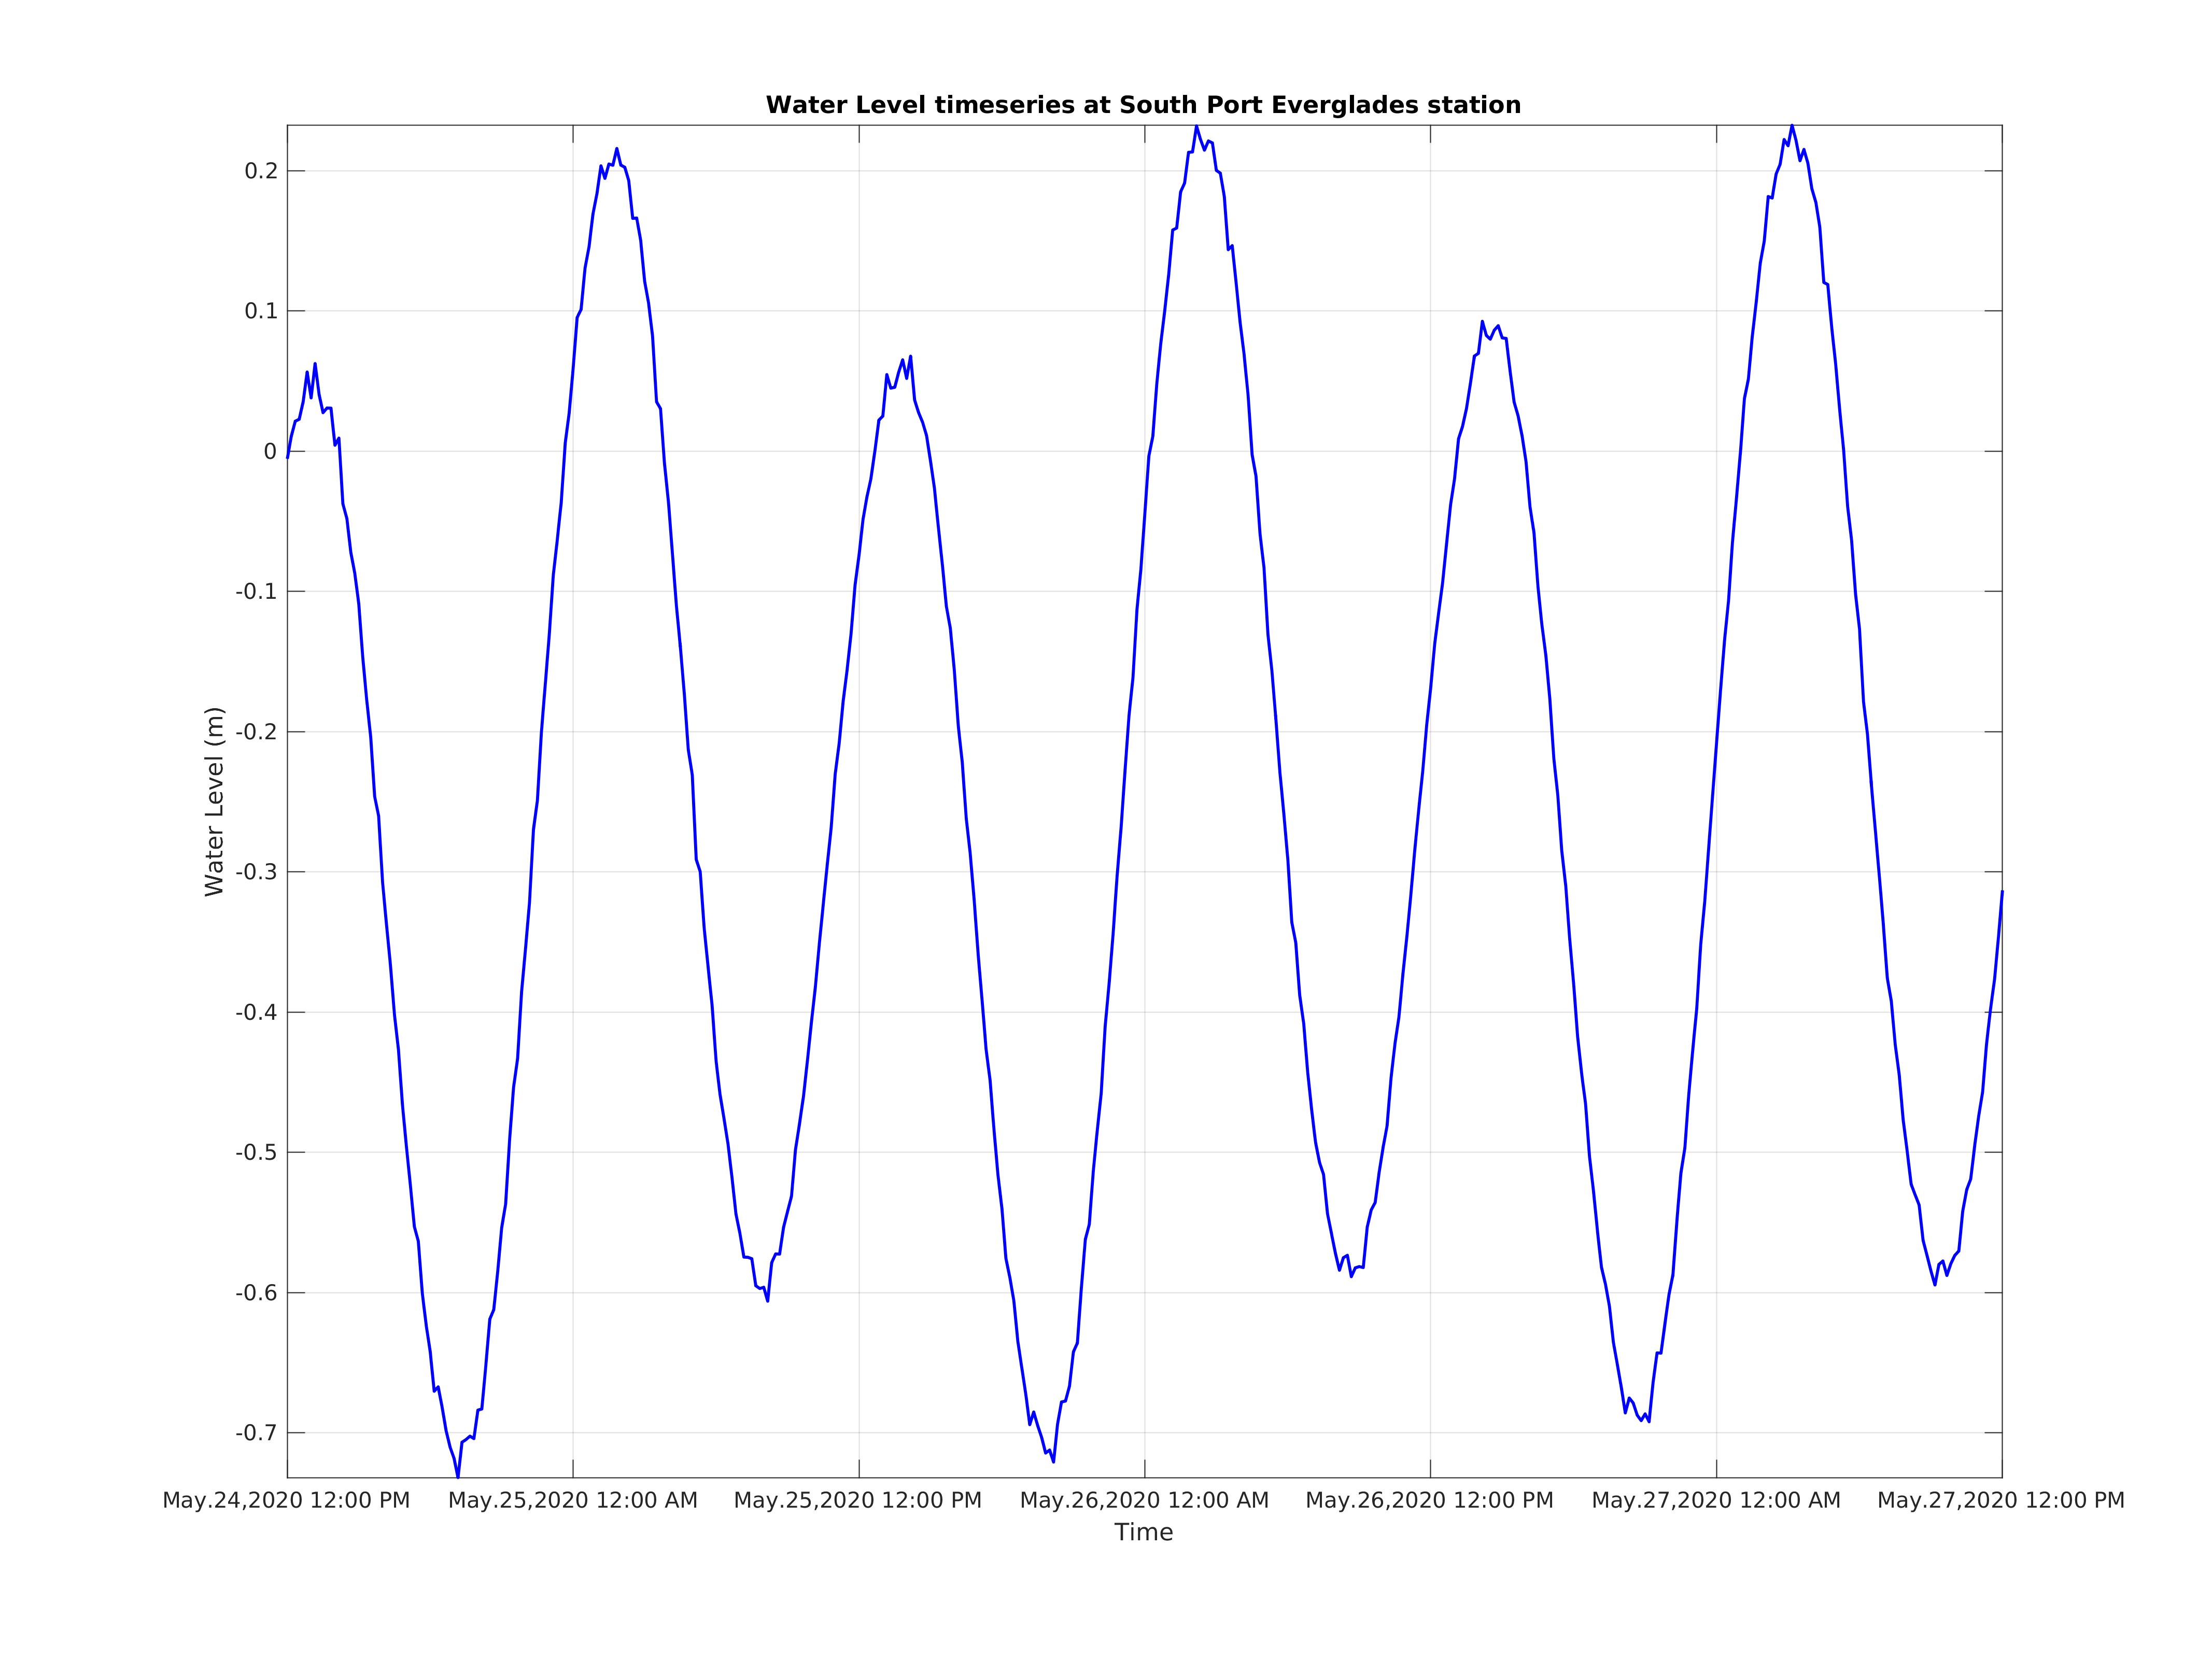 Water Level timeseries at South Port Everglades station
0.2
0.1
0
-0.1
-0.2
-0.3
-0.4
-0.5
-0.6
-0.7
Water Level (m)
May.24,2020 12:00 PM May.25,2020 12:00 AM May.25,2020 12:00 PM May.26,2020 12:00 AM May.26,2020 12:00 PM May.27,2020 12:00 AM May.27,2020 12:00 PM
Time